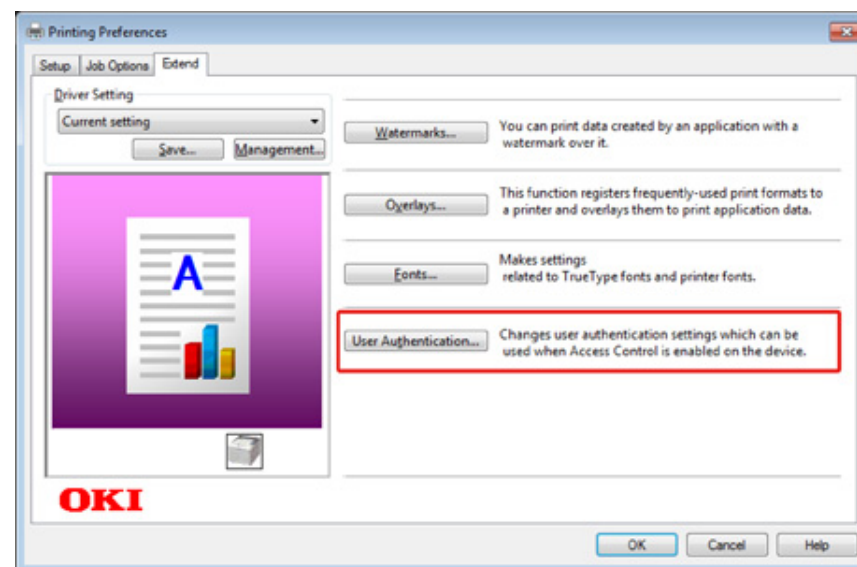 Printing Preferences
Setup Job Options Extend
Driver Setting
Current setting
Save... Management...
Watermarks... You can print data created by an application with a
watermark over it.
Overlays... This function registers frequently-used print formats to
a printer and overlays them to print application data.
Fonts... Makes settings
related to TrueType fonts and printer fonts.
User Authentication... Changes user authentication settings which can be
used when Access Control is enabled on the device.
A
OKI
OK Cancel Help